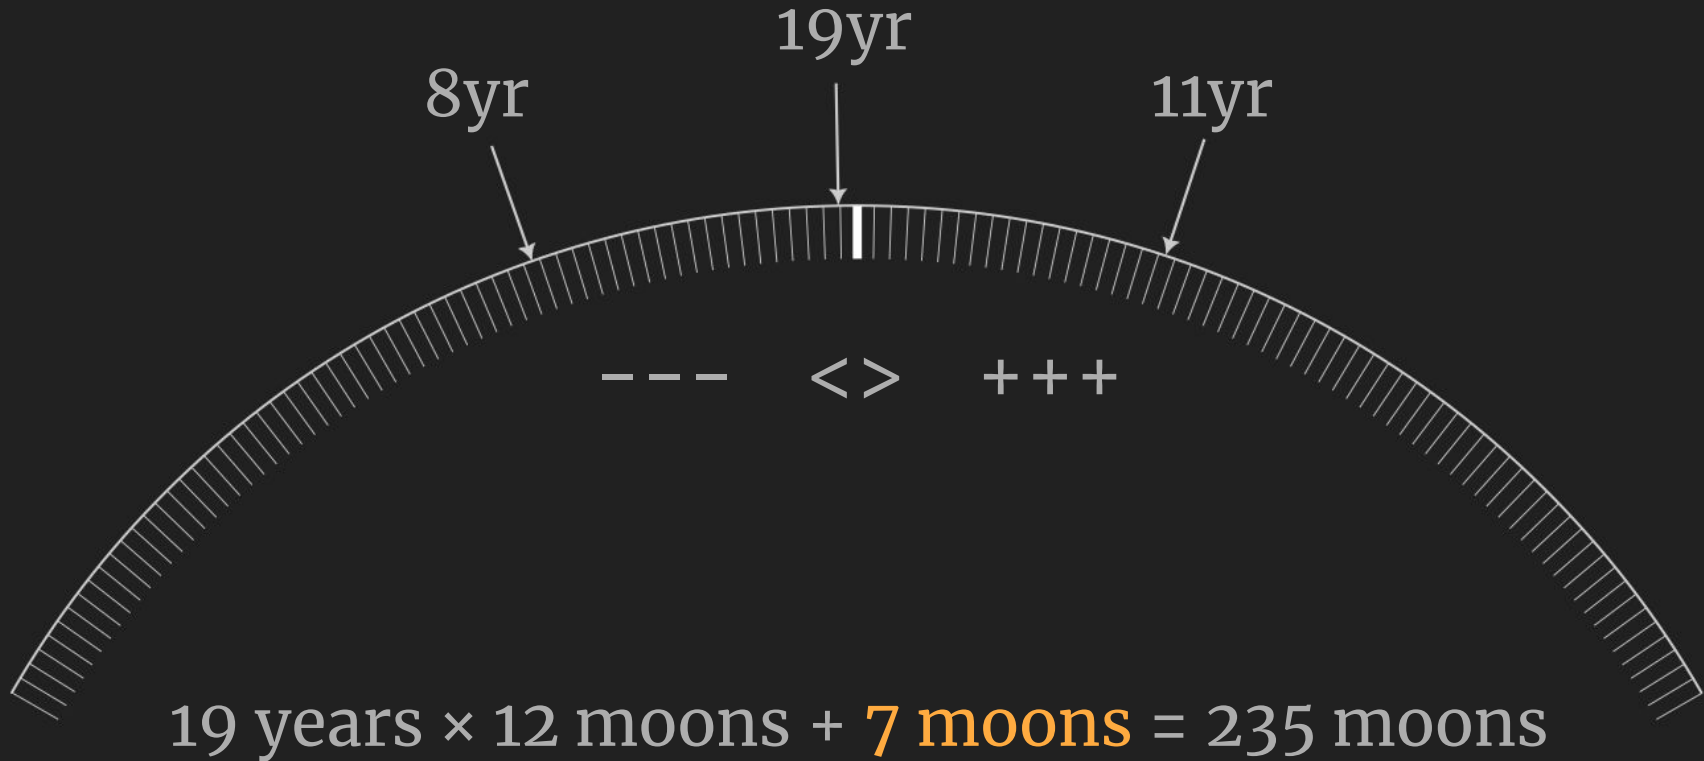 19yr
8yr
11yr
--- <> +++
19 years × 12 moons + 7 moons = 235 moons